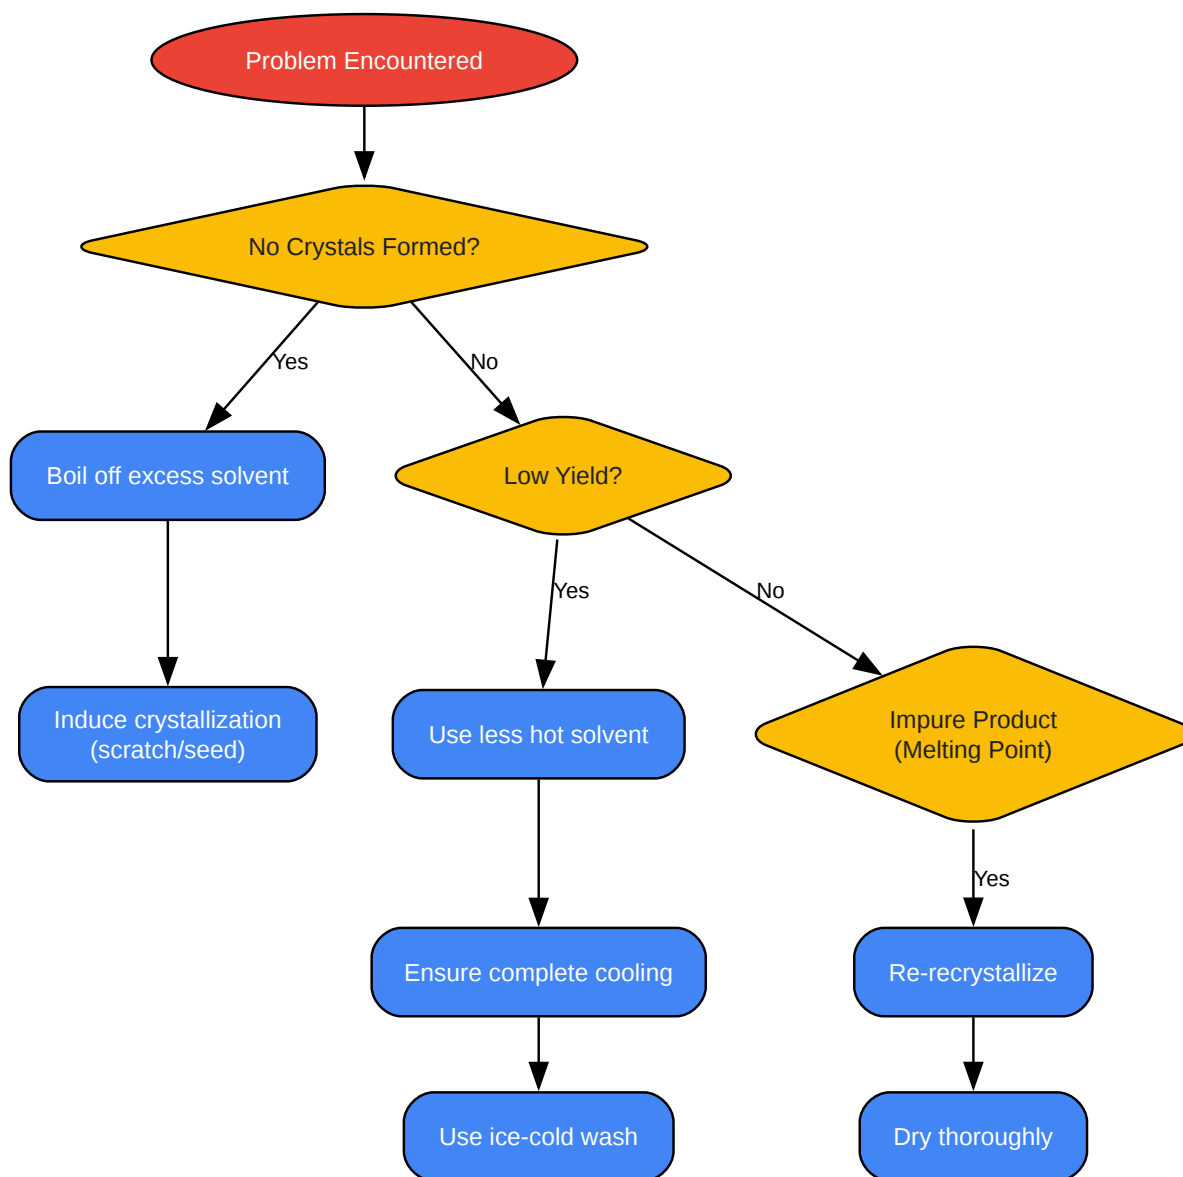 Problem Encountered
No Crystals Formed?
Yes
No
Boil off excess solvent
Low Yield?
Yes
No
Induce crystallization
(scratch/seed)
Use less hot solvent
Impure Product
(Melting Point)
Yes
Ensure complete cooling
Re-recrystallize
Use ice-cold wash
Dry thoroughly